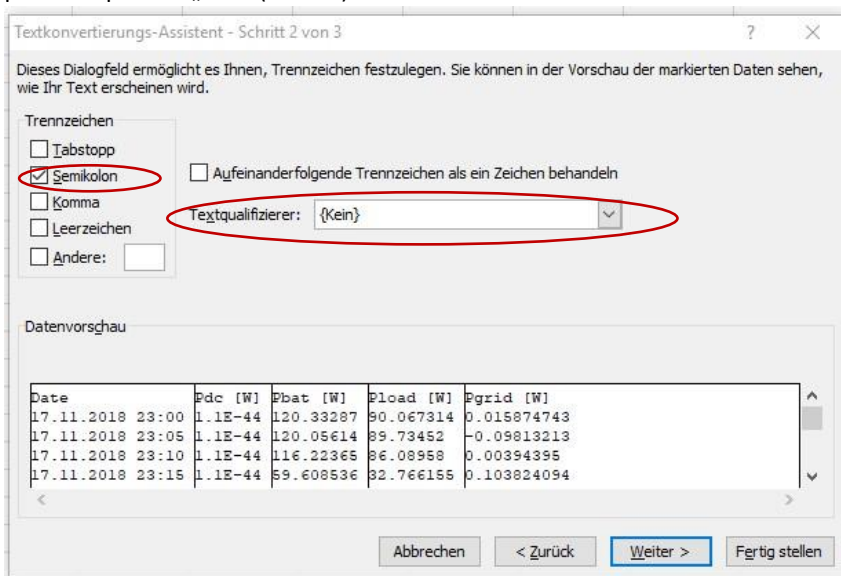 Textkonvertierungs-Assistent - Schritt 2 von 3 ? ×
Dieses Dialogfeld ermöglicht es Ihnen, Trennzeichen festzulegen. Sie können in der Vorschau der markierten Daten sehen,
wie Ihr Text erscheinen wird.
Trennzeichen
Tabstopp
Semikolon
Komma
Leerzeichen
Andere:
Aufeinanderfolgende Trennzeichen als ein Zeichen behandeln
Textqualifizierer: {Kein}
Datenvorschau
Date Pdc [W] Pbat [W] Pload [W] Pgrid [W]
17.11.2018 23:00 1.1E-44 120.33287 90.067314 0.015874743
17.11.2018 23:05 1.1E-44 120.05614 89.73452 -0.09813213
17.11.2018 23:10 1.1E-44 116.22365 86.08958 0.00394395
17.11.2018 23:15 1.1E-44 59.608536 32.766155 0.103824094
Abbrechen < Zurück Weiter > Fertig stellen